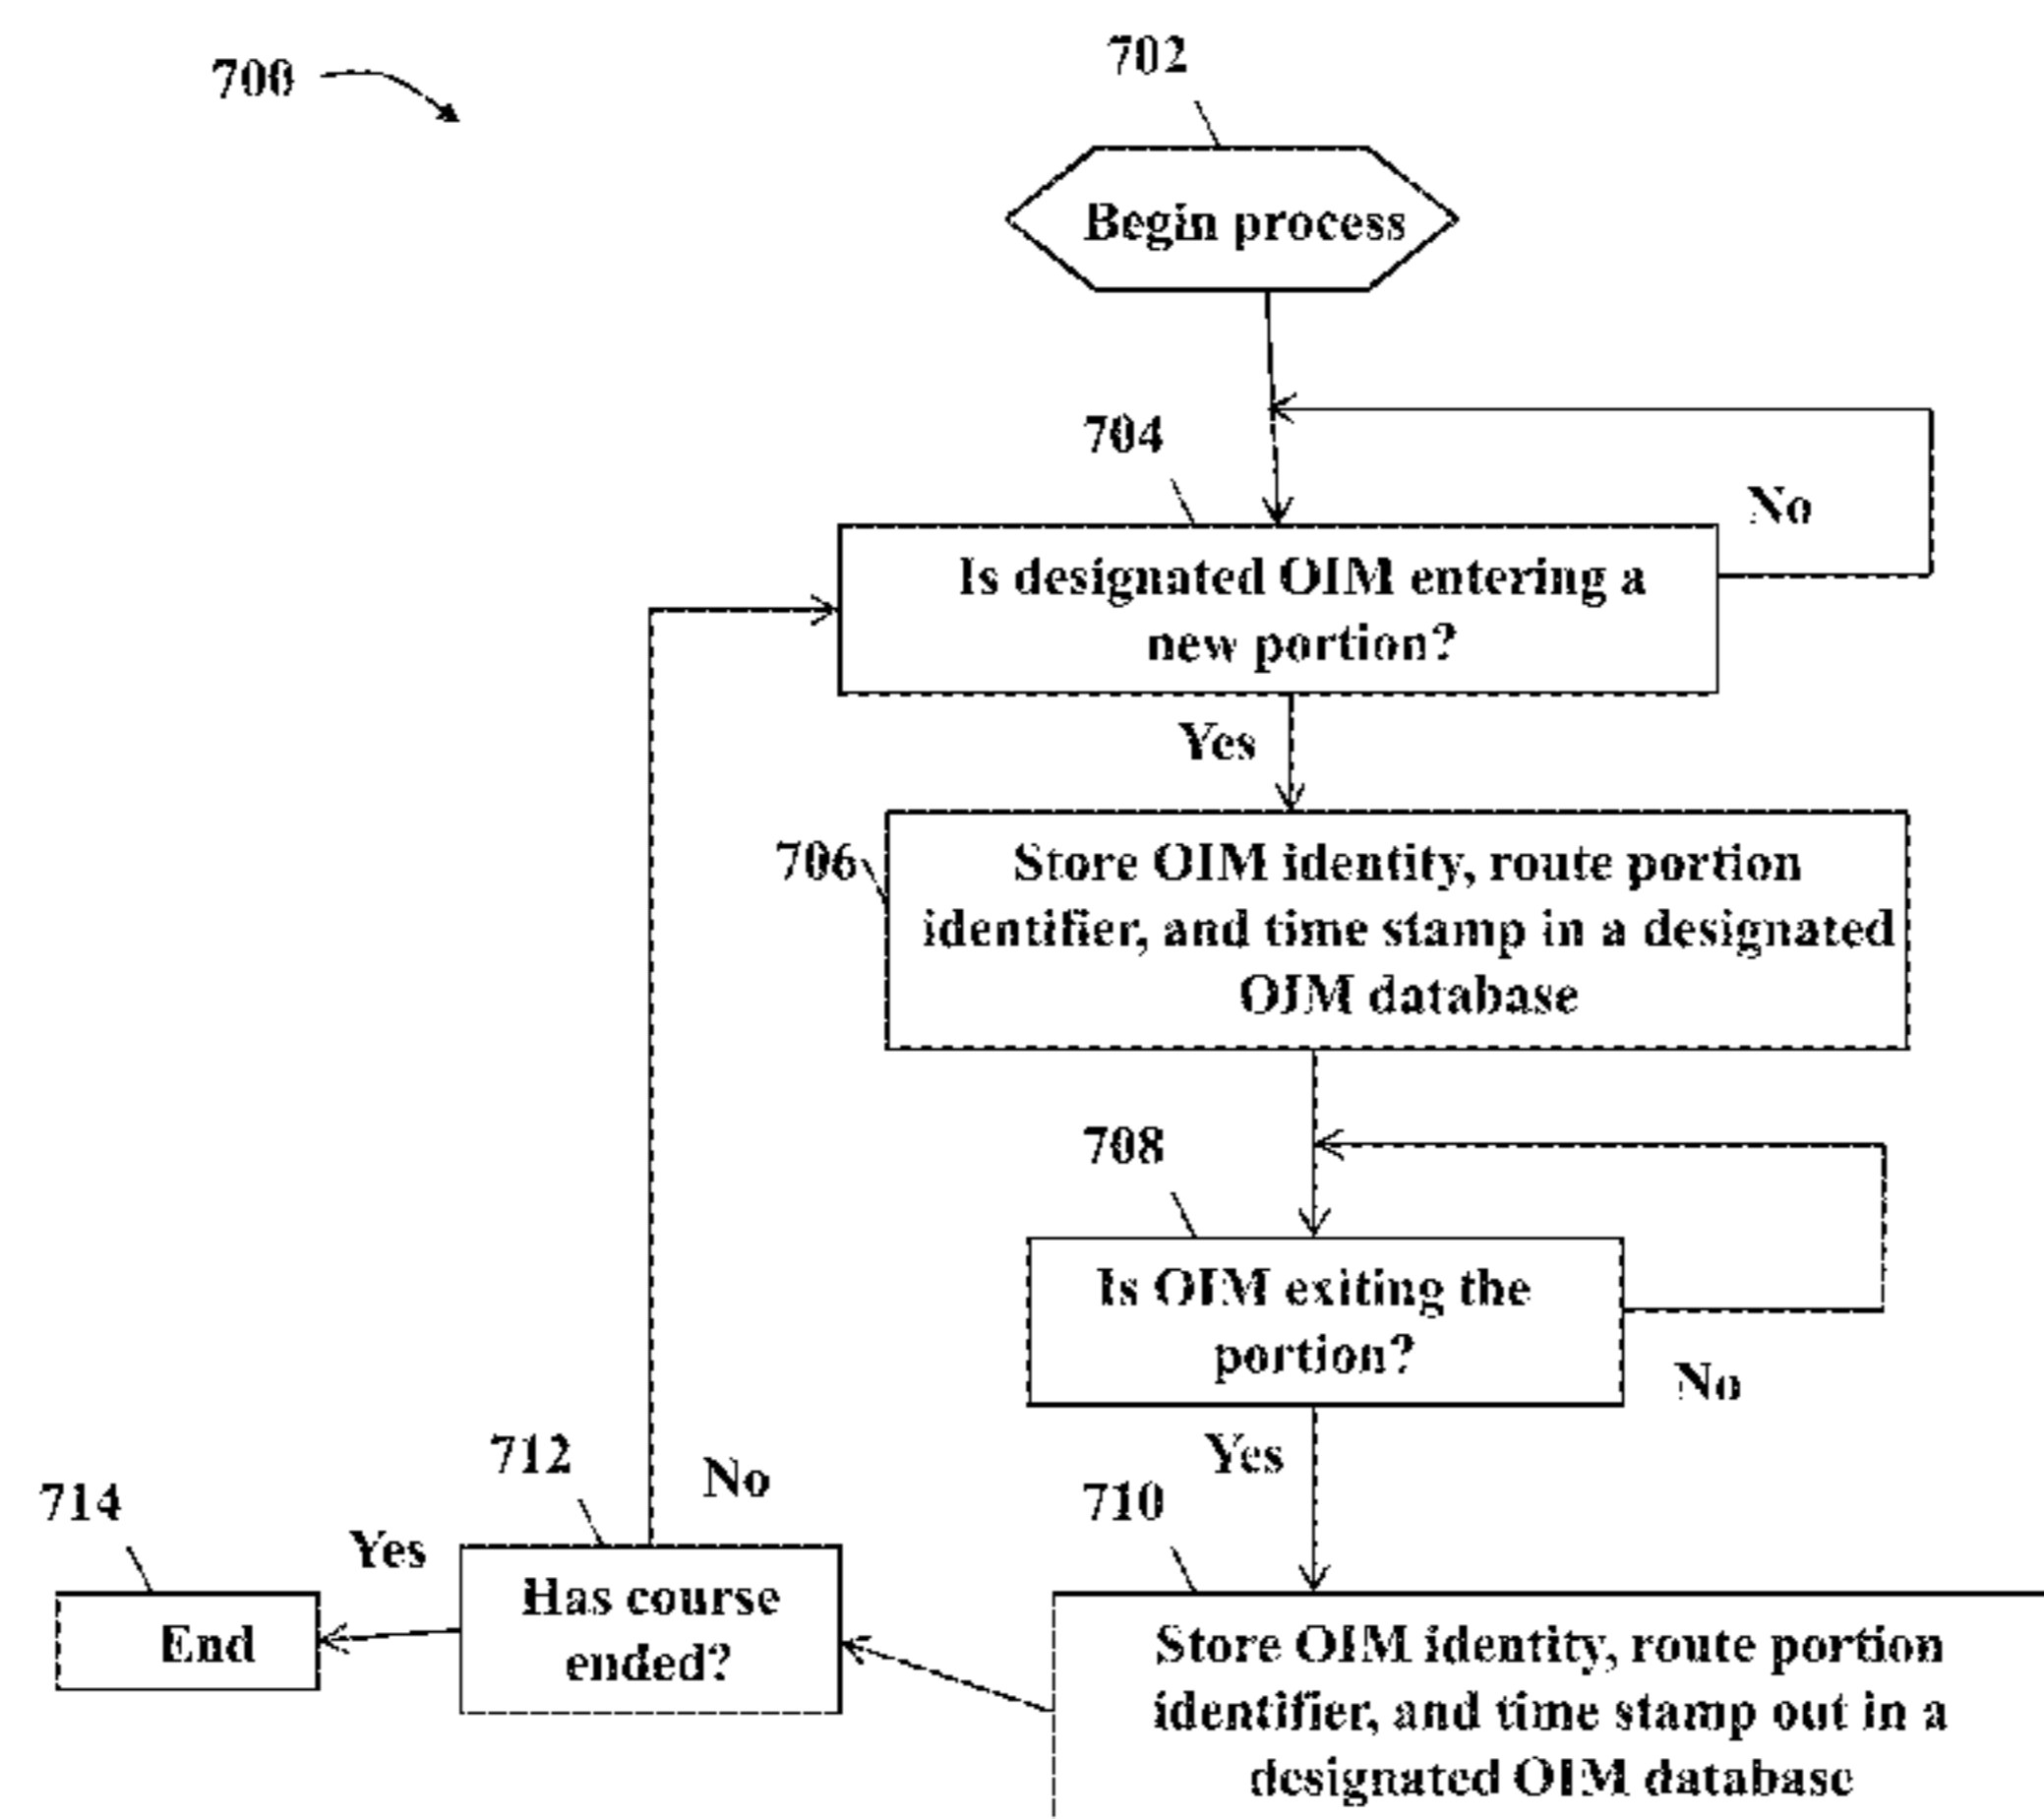 700
702
Begin process
704
No
Is designated OIM entering a
new portion?
Yes
706
Store OIM identity, route portion
identifier, and time stamp in a designated
OIM database
708
Is OIM exiting the
portion?
No
Yes
710
Store OIM identity, route portion
identifier, and time stamp out in a
designated OIM database
712
No
Has course
ended?
Yes
714
End